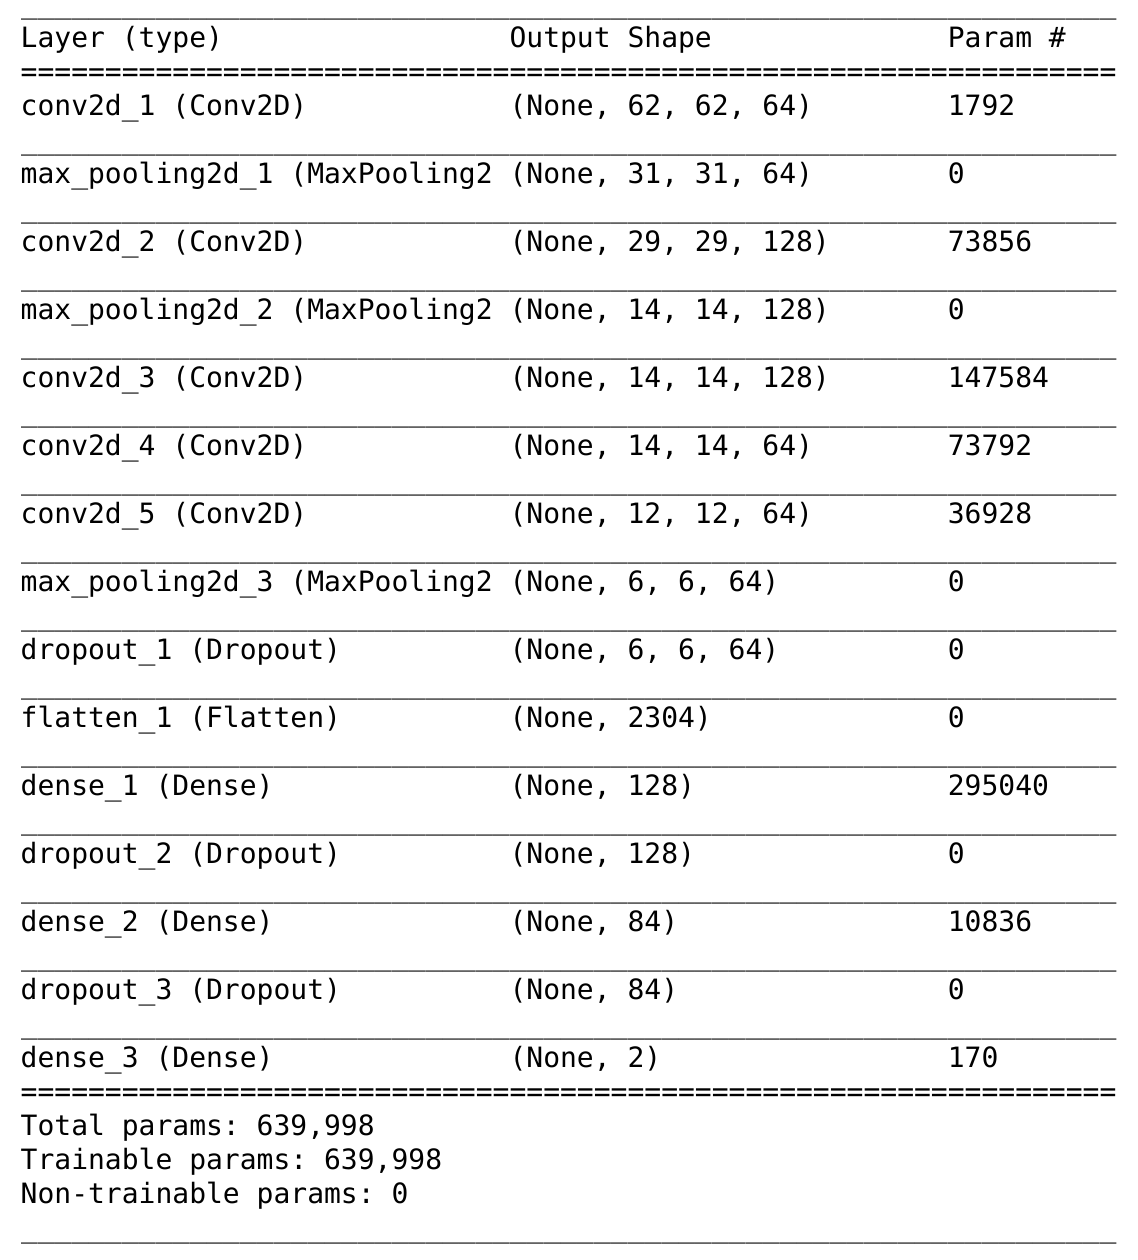 Layer (type) Output Shape Param #
=================================================================
conv2d_1 (Conv2D) (None, 62, 62, 64) 1792
max_pooling2d_1 (MaxPooling2 (None, 31, 31, 64) 0
conv2d_2 (Conv2D) (None, 29, 29, 128) 73856
max_pooling2d_2 (MaxPooling2 (None, 14, 14, 128) 0
conv2d_3 (Conv2D) (None, 14, 14, 128) 147584
conv2d_4 (Conv2D) (None, 14, 14, 64) 73792
conv2d_5 (Conv2D) (None, 12, 12, 64) 36928
max_pooling2d_3 (MaxPooling2 (None, 6, 6, 64) 0
dropout_1 (Dropout) (None, 6, 6, 64) 0
flatten_1 (Flatten) (None, 2304) 0
dense_1 (Dense) (None, 128) 295040
dropout_2 (Dropout) (None, 128) 0
dense_2 (Dense) (None, 84) 10836
dropout_3 (Dropout) (None, 84) 0
dense_3 (Dense) (None, 2) 170
=================================================================
Total params: 639,998
Trainable params: 639,998
Non-trainable params: 0